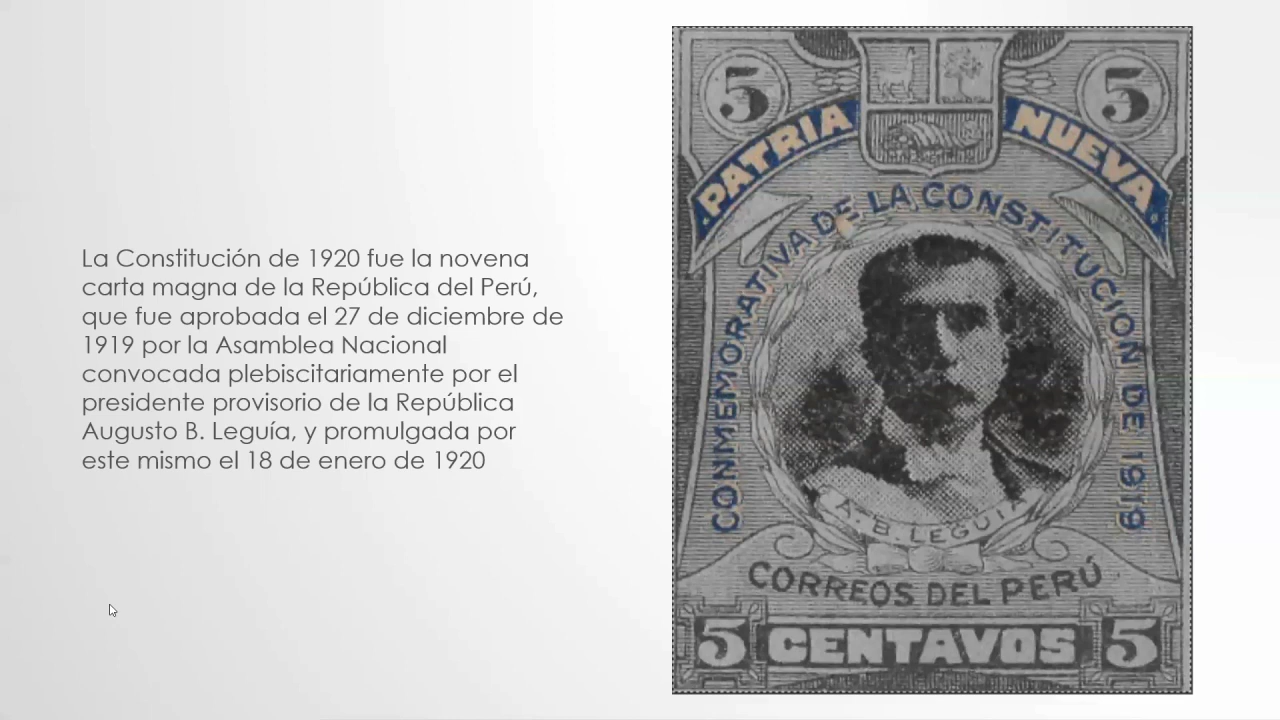 La Constitución de 1920 fue la novena
carta magna de la República del Perú,
que fue aprobada el 27 de diciembre de
1919 por la Asamblea Nacional
convocada plebiscitariamente por el
presidente provisorio de la República
Augusto B. Leguía, y promulgada por
este mismo el 18 de enero de 1920
5 5
PATRIA NUEVA
CONMEMORATIVA DE LA CONSTITUCION DE 1919
A. B. LEGUIA
CORREOS DEL PERÚ
5 CENTAVOS 5